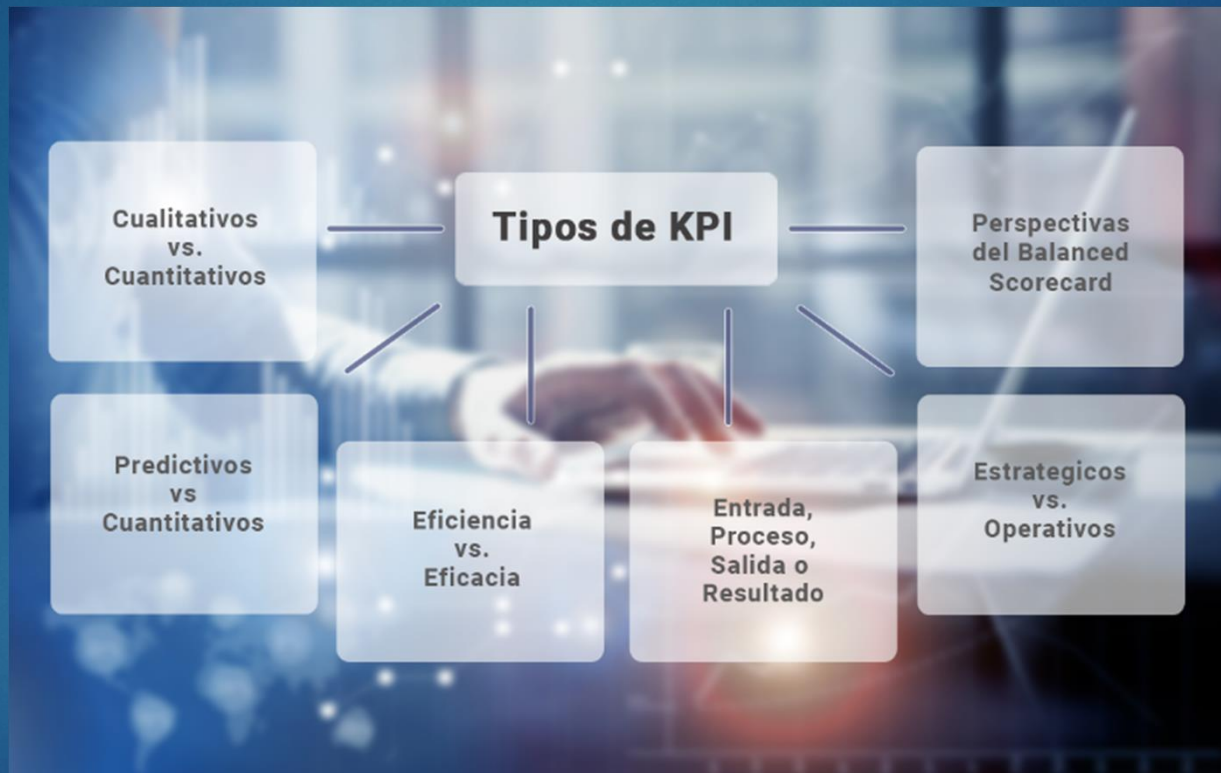 Tipos de KPI
Cualitativos
vs.
Cuantitativos
Perspectivas
del Balanced
Scorecard
Predictivos
vs
Cuantitativos
Eficiencia
vs.
Eficacia
Entrada,
Proceso,
Salida o
Resultado
Estrategicos
vs.
Operativos